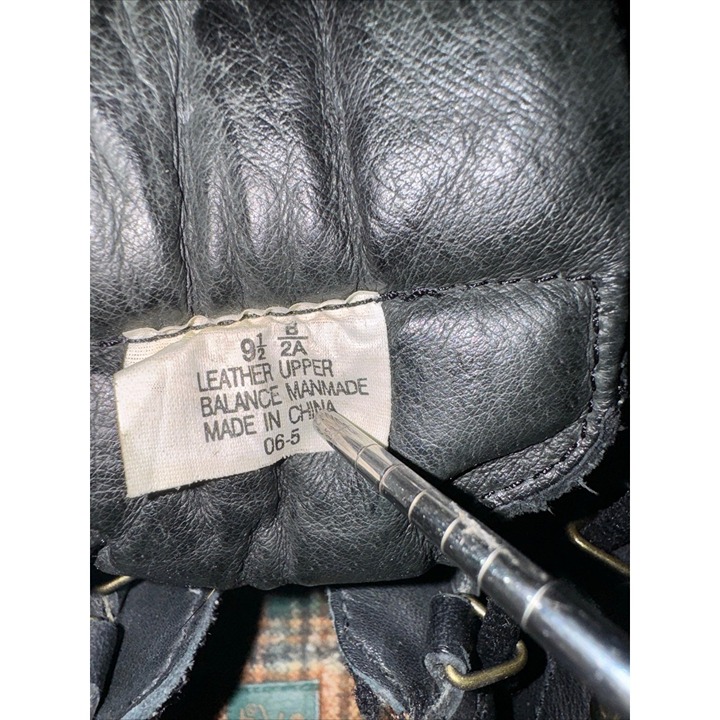 9½ B/2A
LEATHER UPPER
BALANCE MANMADE
MADE IN CHINA
06-5